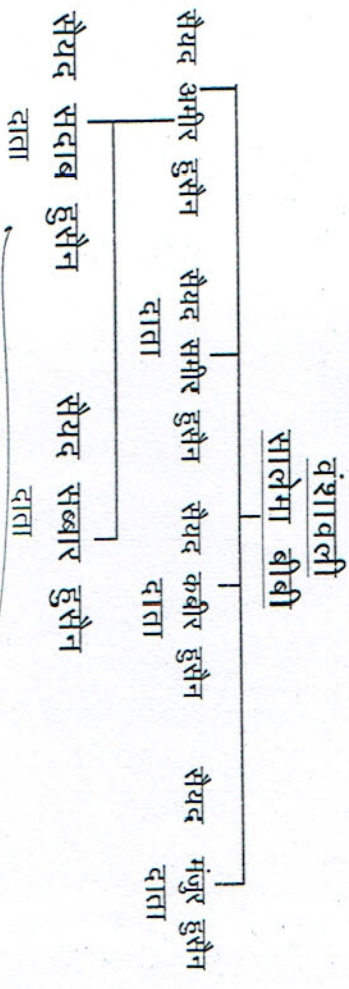 वंशावली
सालेमा बीबी
सैयद अमीर हुसैन सैयद समीर हुसैन सैयद कबीर हुसैन सैयद मंजुर हुसैन
दाता दाता दाता
सैयद सदाब हुसैन सैयद सब्बार हुसैन
दाता दाता